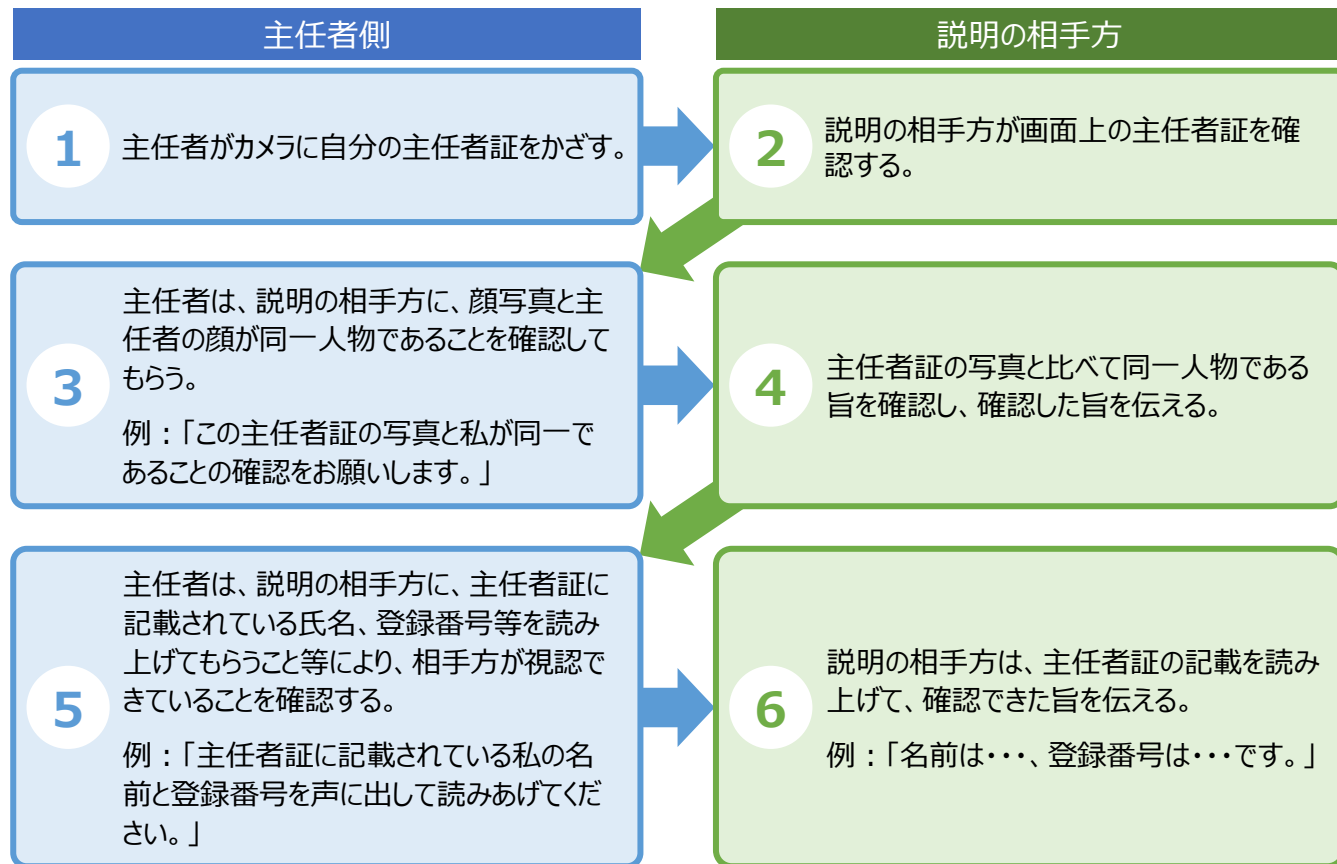 主任者側
説明の相手方
1
主任者がカメラに自分の主任者証をかざす。
2
説明の相手方が画面上の主任者証を確
認する。
3
主任者は、説明の相手方に、顔写真と主
任者の顔が同一人物であることを確認して
もらう。
例：「この主任者証の写真と私が同一で
あることの確認をお願いします。」
4
主任者証の写真と比べて同一人物である
旨を確認し、確認した旨を伝える。
5
主任者は、説明の相手方に、主任者証に
記載されている氏名、登録番号等を読み
上げてもらうこと等により、相手方が視認で
きていることを確認する。
例：「主任者証に記載されている私の名
前と登録番号を声に出して読みあげてくだ
さい。」
6
説明の相手方は、主任者証の記載を読み
上げて、確認できた旨を伝える。
例：「名前は・・・、登録番号は・・・です。」